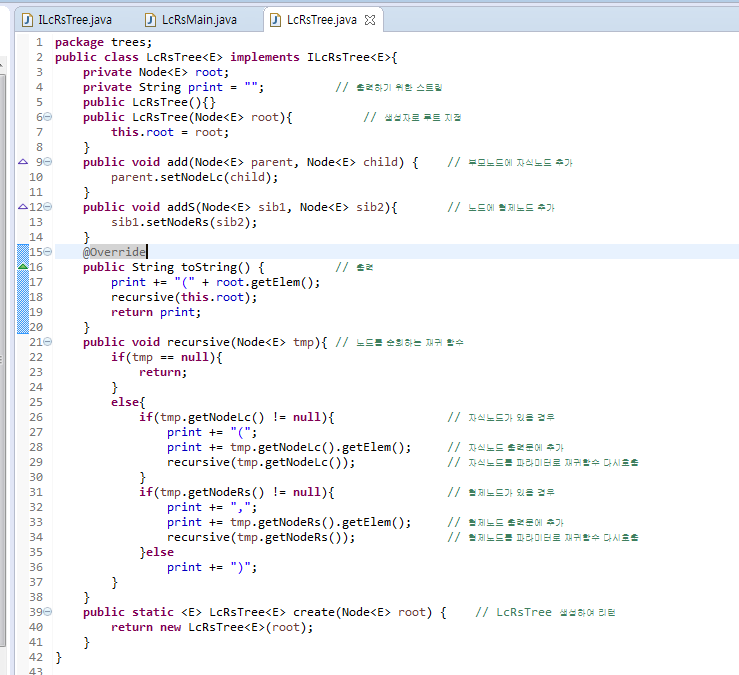 ILcRsTree.java LcRsMain.java LcRsTree.java
1 package trees;
2 public class LcRsTree<E> implements ILcRsTree<E>{
3 private Node<E> root;
4 private String print = ""; // 출력하기 위한 스트링
5 public LcRsTree(){}
6 public LcRsTree(Node<E> root){ // 생성자로 루트 지정
7 this.root = root;
8 }
9 public void add(Node<E> parent, Node<E> child) { // 부모노드에 자식노드 추가
10 parent.setNodeLc(child);
11 }
12 public void addS(Node<E> sib1, Node<E> sib2){ // 노드에 형제노드 추가
13 sib1.setNodeRs(sib2);
14 }
15 @Override
16 public String toString() { // 출력
17 print += "(" + root.getElem();
18 recursive(this.root);
19 return print;
20 }
21 public void recursive(Node<E> tmp){ // 노드를 순회하는 재귀 함수
22 if(tmp == null){
23 return;
24 }
25 else{
26 if(tmp.getNodeLc() != null){ // 자식노드가 있을 경우
27 print += "(";
28 print += tmp.getNodeLc().getElem(); // 자식노드 출력문에 추가
29 recursive(tmp.getNodeLc()); // 자식노드를 파라미터로 재귀함수 다시호출
30 }
31 if(tmp.getNodeRs() != null){ // 형제노드가 있을 경우
32 print += ",";
33 print += tmp.getNodeRs().getElem(); // 형제노드 출력문에 추가
34 recursive(tmp.getNodeRs()); // 형제노드를 파라미터로 재귀함수 다시호출
35 }else
36 print += ")";
37 }
38 }
39 public static <E> LcRsTree<E> create(Node<E> root) { // LcRsTree 생성하여 리턴
40 return new LcRsTree<E>(root);
41 }
42 }
43